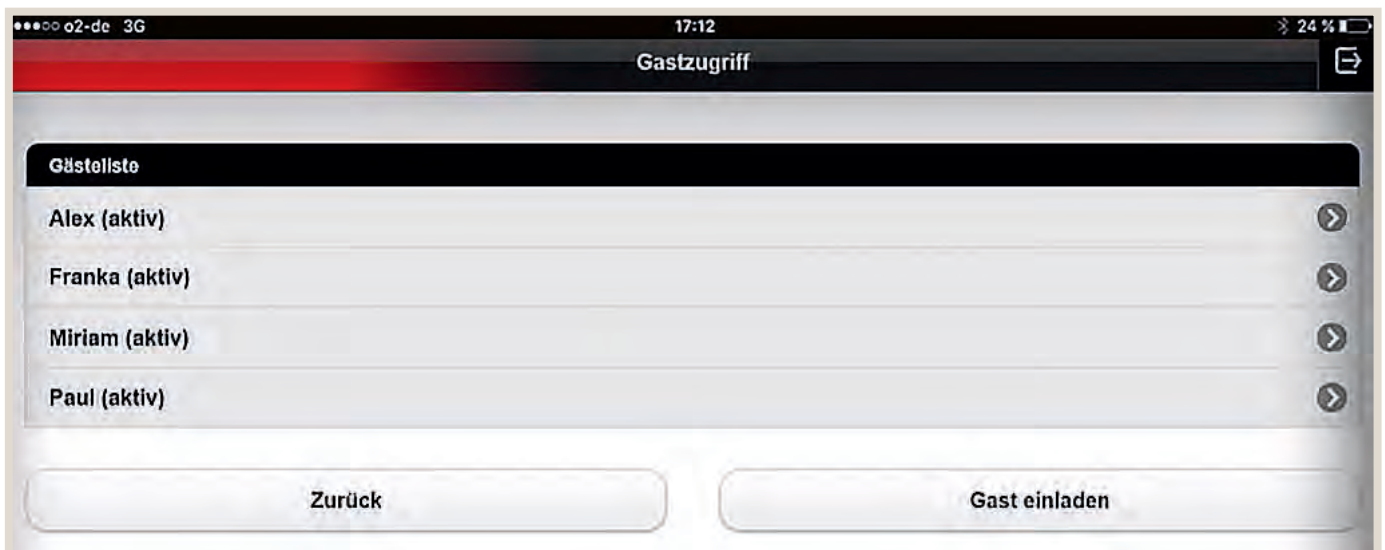 o2-de 3G 17:12 24 %
Gastzugriff
Gästeliste
Alex (aktiv)
Franka (aktiv)
Miriam (aktiv)
Paul (aktiv)
Zurück Gast einladen